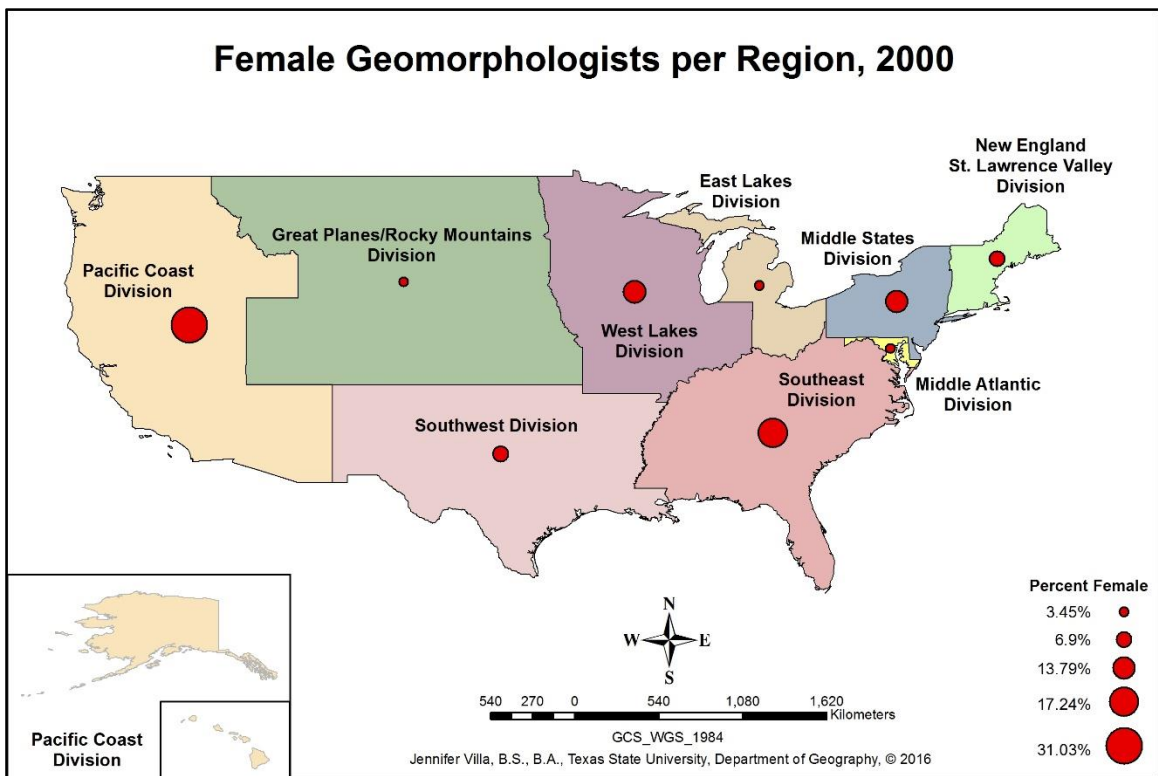 Female Geomorphologists per Region, 2000
New England
St. Lawrence Valley
Division
East Lakes
Division
Middle States
Division
Great Planes/Rocky Mountains
Division
Pacific Coast
Division
West Lakes
Division
Southeast
Division
Middle Atlantic
Division
Southwest Division
Pacific Coast
Division
N
W E
S
540 270 0 540 1,080 1,620
Kilometers
GCS_WGS_1984
Jennifer Villa, B.S., B.A., Texas State University, Department of Geography, © 2016
Percent Female
3.45%
6.9%
13.79%
17.24%
31.03%